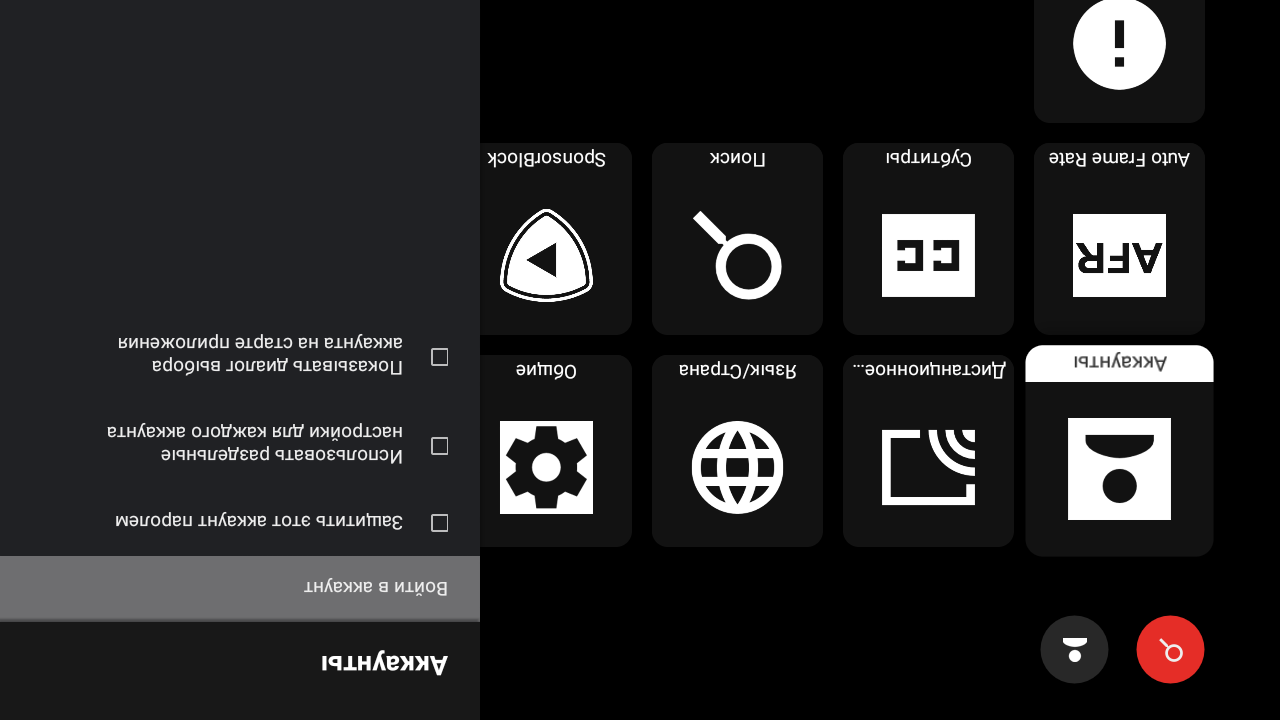 Аккаунты
Дистанционное...
Язык/Страна
Общие
AFR
Auto Frame Rate
CC
Субтитры
Поиск
SponsorBlock
Аккаунты
Войти в аккаунт
Защитить этот аккаунт паролем
Использовать раздельные
настройки для каждого аккаунта
Показывать диалог выбора
аккаунта на старте приложения